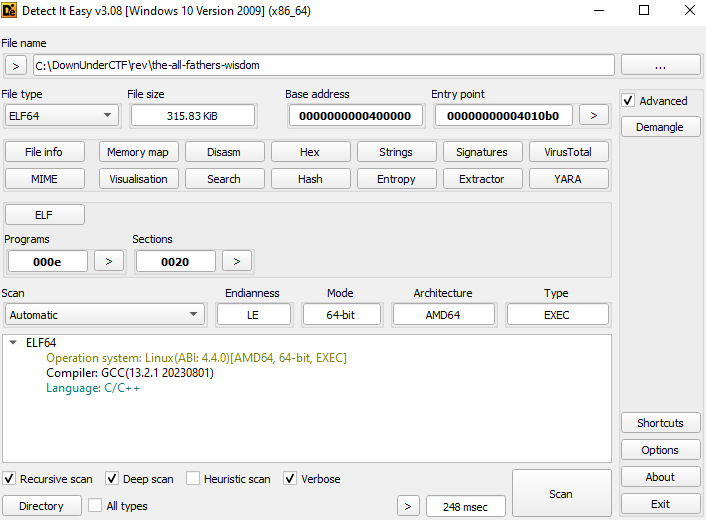 Detect It Easy v3.08 [Windows 10 Version 2009] (x86_64)
File name
> C:\DownUnderCTF\rev\the-all-fathers-wisdom ...
File type File size Base address Entry point Advanced
ELF64 315.83 KiB 0000000000400000 00000000004010b0 > Demangle
File info Memory map Disasm Hex Strings Signatures VirusTotal
MIME Visualisation Search Hash Entropy Extractor YARA
ELF
Programs Sections
000e > 0020 >
Scan Endianness Mode Architecture Type
Automatic LE 64-bit AMD64 EXEC
ELF64
Operation system: Linux(ABI: 4.4.0)[AMD64, 64-bit, EXEC]
Compiler: GCC(13.2.1 20230801)
Language: C/C++
Shortcuts
Options
Recursive scan Deep scan Heuristic scan Verbose Scan About
Directory All types > 248 msec Exit